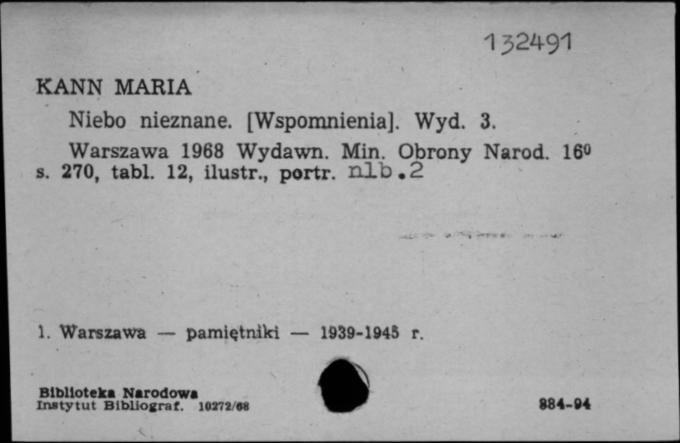 132491
KANN MARIA
Niebo nieznane. [Wspomnienia]. Wyd. 3.
Warszawa 1968 Wydawn. Min. Obrony Narod. 16⁰
s. 270, tabl. 12, ilustr., portr. nlb.2
1. Warszawa — pamiętniki — 1939-1945 r.
Biblioteka Narodowa
Instytut Bibliograf. 10272/68
884-94